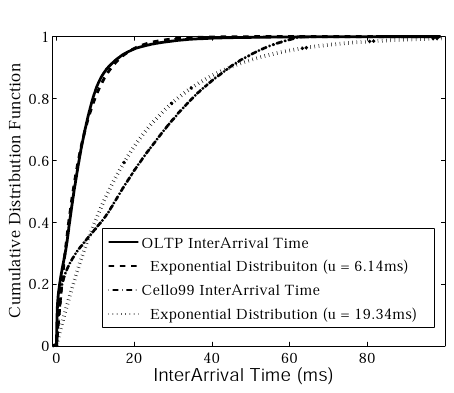 Cumulative Distribution Function
1
0.8
0.6
0.4
0.2
0
OLTP InterArrival Time
Exponential Distribuiton (u = 6.14ms)
Cello99 InterArrival Time
Exponential Distribution (u = 19.34ms)
0 20 40 60 80
InterArrival Time (ms)